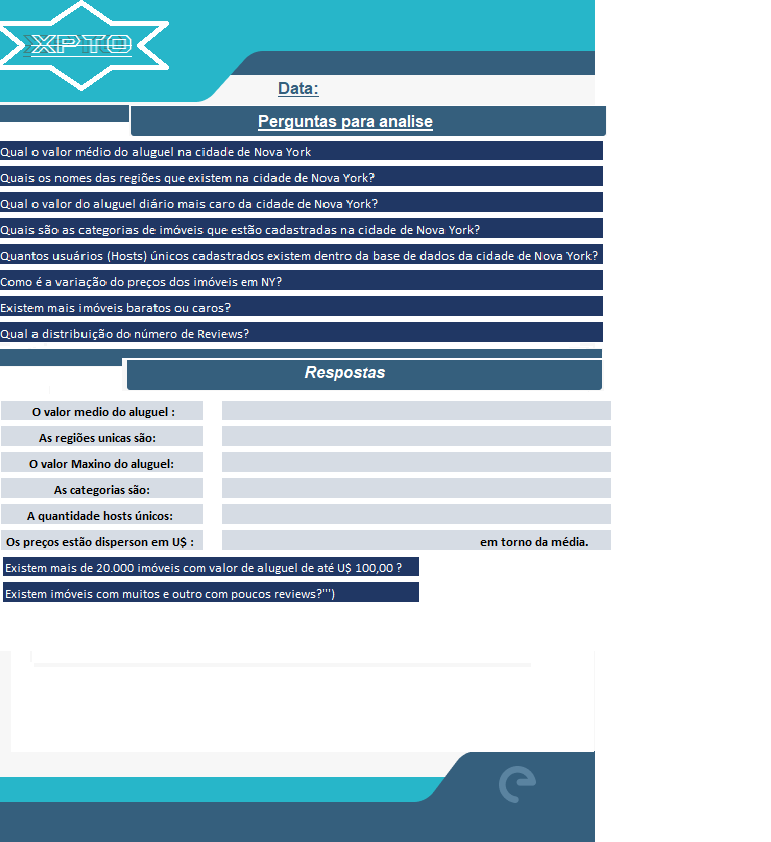 XPTO
Data:
Perguntas para analise
Qual o valor médio do aluguel na cidade de Nova York
Quais os nomes das regiões que existem na cidade de Nova York?
Qual o valor do aluguel diário mais caro da cidade de Nova York?
Quais são as categorias de imóveis que estão cadastradas na cidade de Nova York?
Quantos usuários (Hosts) únicos cadastrados existem dentro da base de dados da cidade de Nova York?
Como é a variação do preços dos imóveis em NY?
Existem mais imóveis baratos ou caros?
Qual a distribuição do número de Reviews?
Respostas
O valor medio do aluguel :
As regiões unicas são:
O valor Maxino do aluguel:
As categorias são:
A quantidade hosts únicos:
Os preços estão disperson em U$ : em torno da média.
Existem mais de 20.000 imóveis com valor de aluguel de até U$ 100,00 ?
Existem imóveis com muitos e outro com poucos reviews?''')